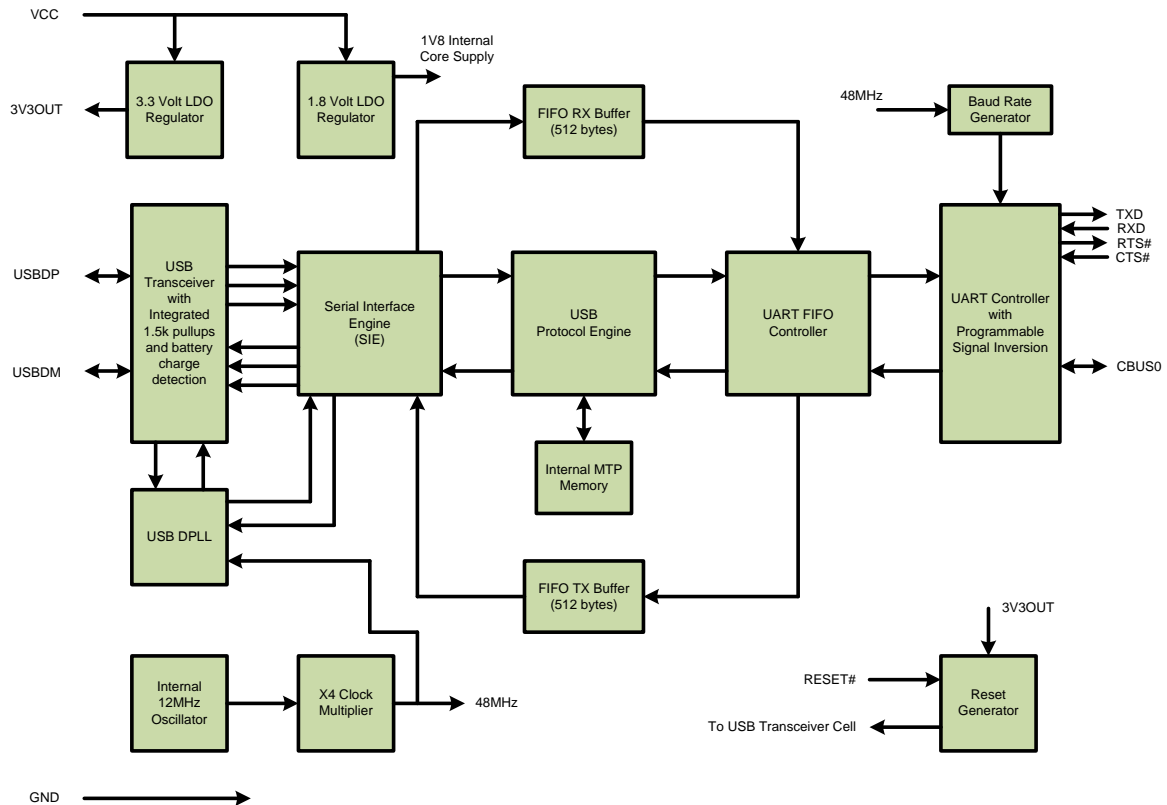 VCC
3.3 Volt LDO
Regulator
3V3OUT
1.8 Volt LDO
Regulator
1V8 Internal
Core Supply
FIFO RX Buffer
(512 bytes)
48MHz
Baud Rate
Generator
USBDP
USBDM
USB
Transceiver
with
Integrated
1.5k pullups
and battery
charge
detection
Serial Interface
Engine
(SIE)
USB
Protocol Engine
UART FIFO
Controller
UART Controller
with
Programmable
Signal Inversion
TXD
RXD
RTS#
CTS#
CBUS0
Internal MTP
Memory
USB DPLL
FIFO TX Buffer
(512 bytes)
Internal
12MHz
Oscillator
X4 Clock
Multiplier
48MHz
3V3OUT
RESET#
Reset
Generator
To USB Transceiver Cell
GND